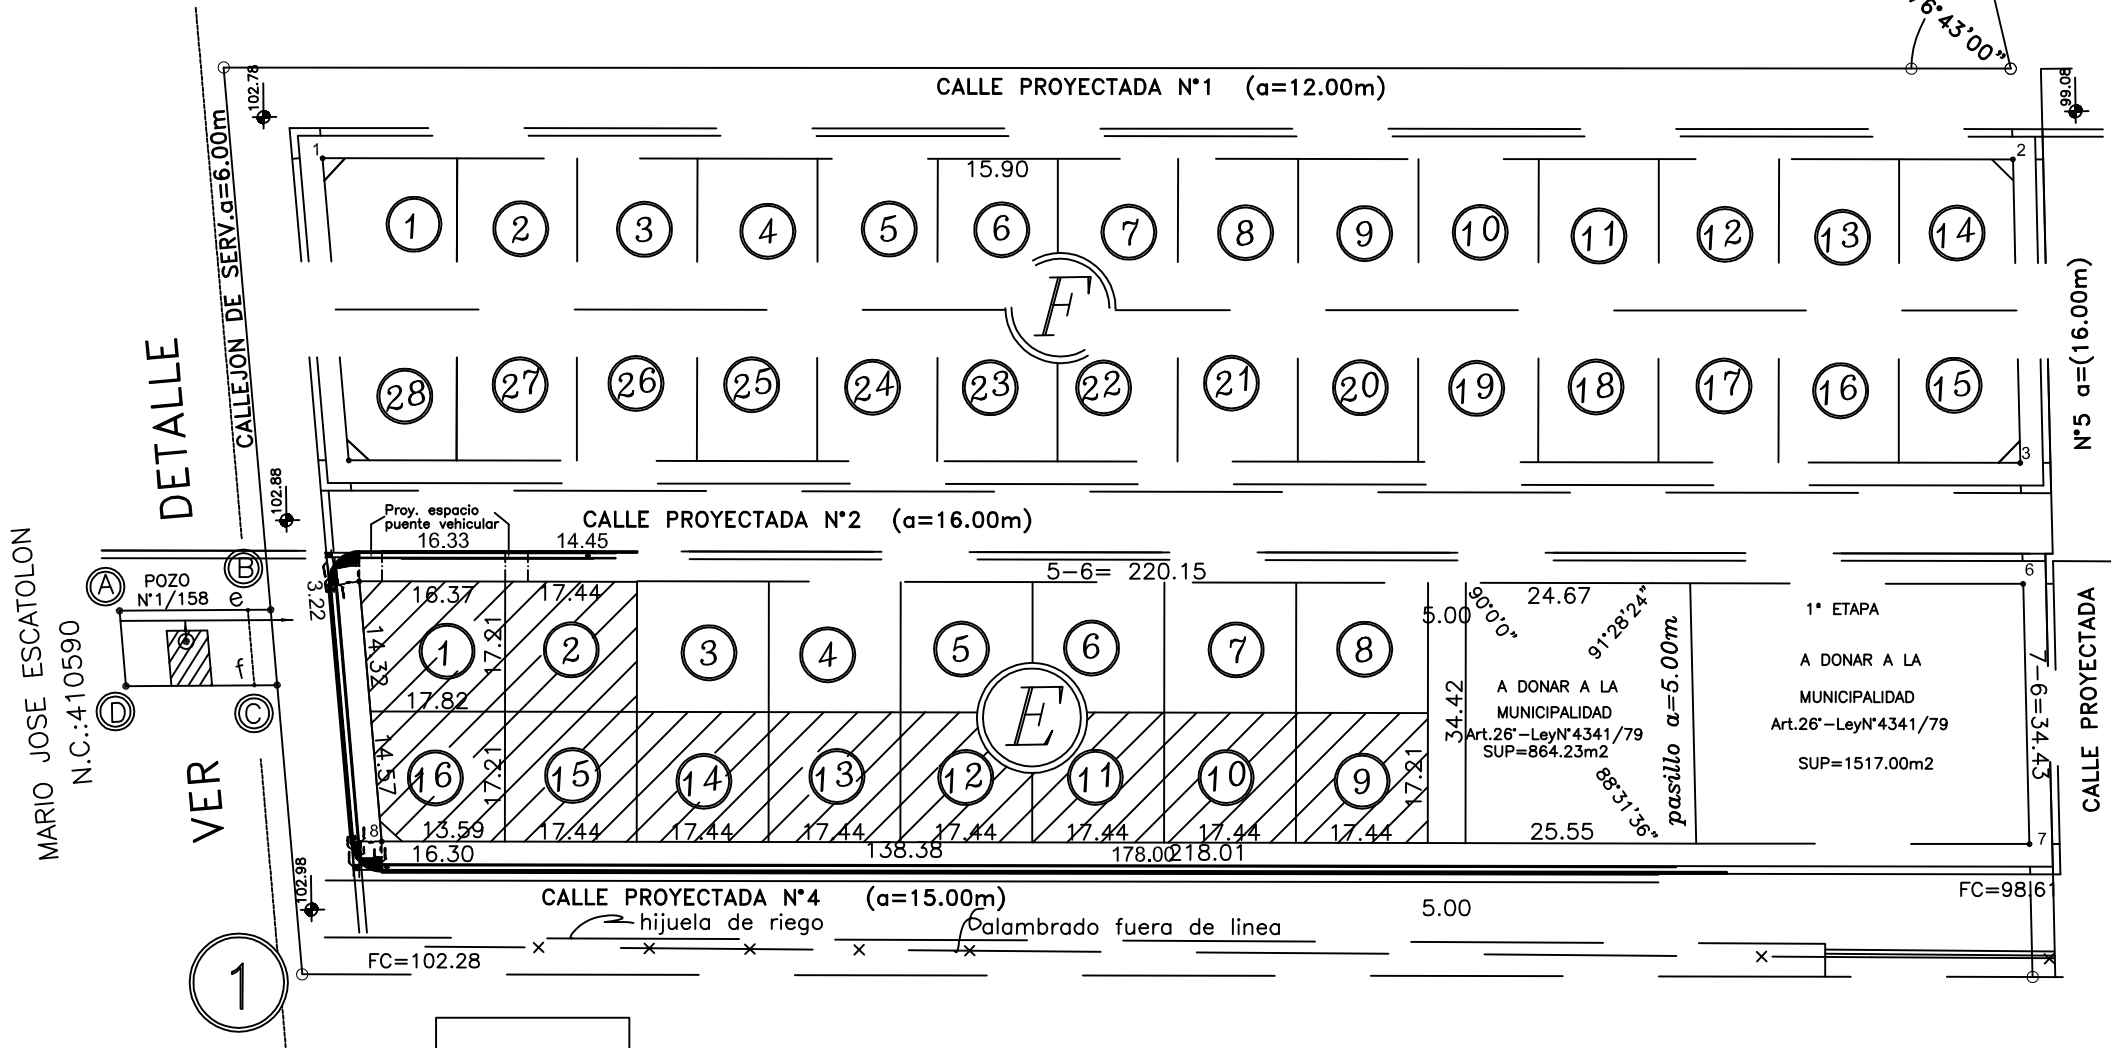 76°43'00"
102.78
CALLE PROYECTADA N°1 (a=12.00m)
99.08
1
2
15.90
1 2 3 4 5 6 7 8 9 10 11 12 13 14
F
28 27 26 25 24 23 22 21 20 19 18 17 16 15
3
CALLEJON DE SERV.a=6.00m
N°5 a=(16.00m)
VER DETALLE
102.88
Proy. espacio
puente vehicular
CALLE PROYECTADA N°2 (a=16.00m)
16.33
14.45
MARIO JOSE ESCATOLON
N.C.:410590
A
B
POZO
N°1/158
e
f
D
C
3.22
5-6= 220.15
6
16.37
17.44
14.32
17.21
5.00
90°0'0"
24.67
91°28'24"
1 2 3 4 5 6 7 8
17.82
E
34.42
A DONAR A LA
MUNICIPALIDAD
Art.26°-LeyN°4341/79
SUP=864.23m2
pasillo a=5.00m
1° ETAPA
A DONAR A LA
MUNICIPALIDAD
Art.26°-LeyN°4341/79
SUP=1517.00m2
7-6=34.43
CALLE PROYECTADA
14.57
17.21
16 15 14 13 12 11 10 9
17.21
88°31'36"
8
13.59
17.44
17.44
17.44
17.44
17.44
17.44
17.44
25.55
7
16.30
138.38
178.00
218.01
102.98
CALLE PROYECTADA N°4 (a=15.00m)
5.00
FC=98.61
hijuela de riego
alambrado fuera de linea
FC=102.28
1